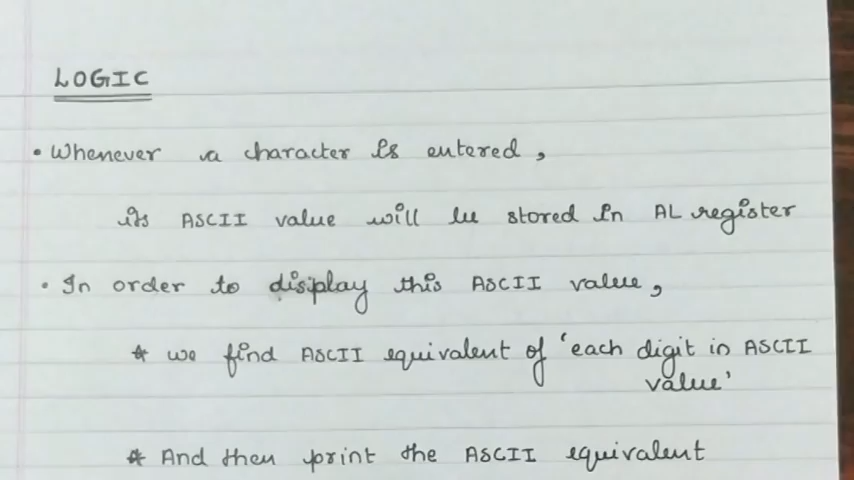 LOGIC
• Whenever a character is entered,
its ASCII value will be stored in AL register
• In order to display this ASCII value,
* we find ASCII equivalent of 'each digit in ASCII
value'
* And then print the ASCII equivalent